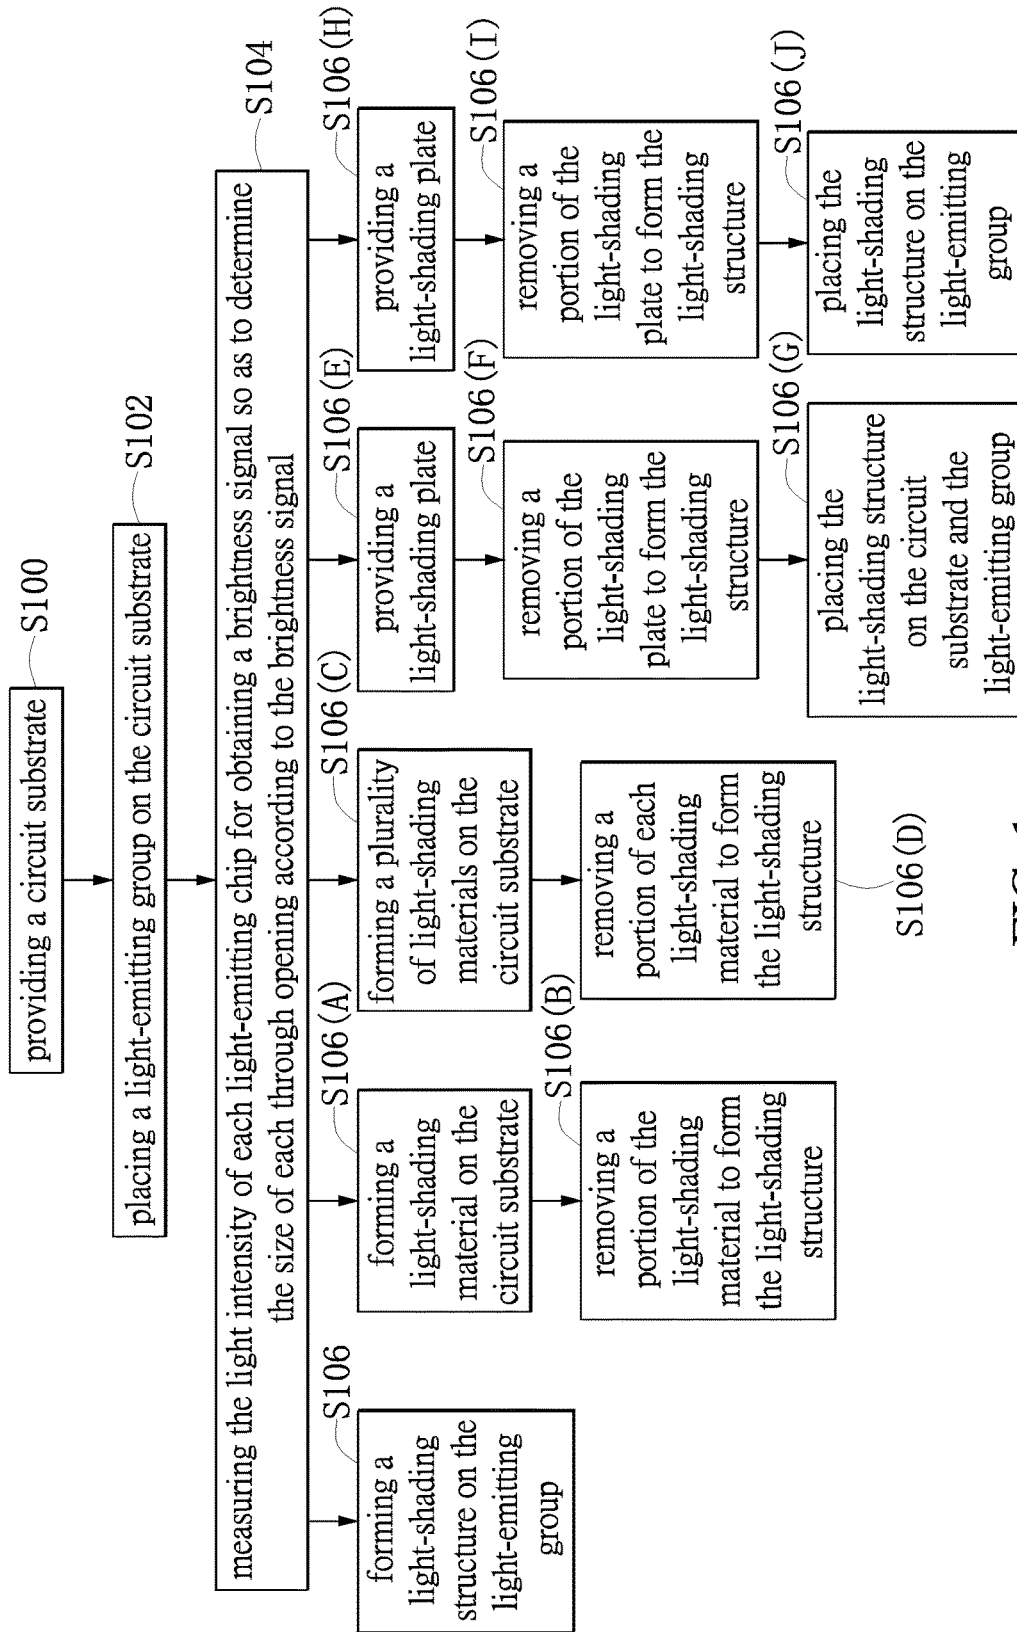 S100
providing a circuit substrate
S102
placing a light-emitting group on the circuit substrate
S104
measuring the light intensity of each light-emitting chip for obtaining a brightness signal so as to determine
the size of each through opening according to the brightness signal
S106
forming a
light-shading
structure on the
light-emitting
group
S106(A)
forming a
light-shading
material on the
circuit substrate
S106(B)
removing a
portion of the
light-shading
material to form
the light-shading
structure
S106(C)
forming a plurality
of light-shading
materials on the
circuit substrate
removing a
portion of each
light-shading
material to form
the light-shading
structure
S106(D)
S106(E)
providing a
light-shading plate
S106(F)
removing a
portion of the
light-shading
plate to form the
light-shading
structure
S106(G)
placing the
light-shading structure
on the circuit
substrate and the
light-emitting group
S106(H)
providing a
light-shading plate
S106(I)
removing a
portion of the
light-shading
plate to form the
light-shading
structure
S106(J)
placing the
light-shading
structure on the
light-emitting
group